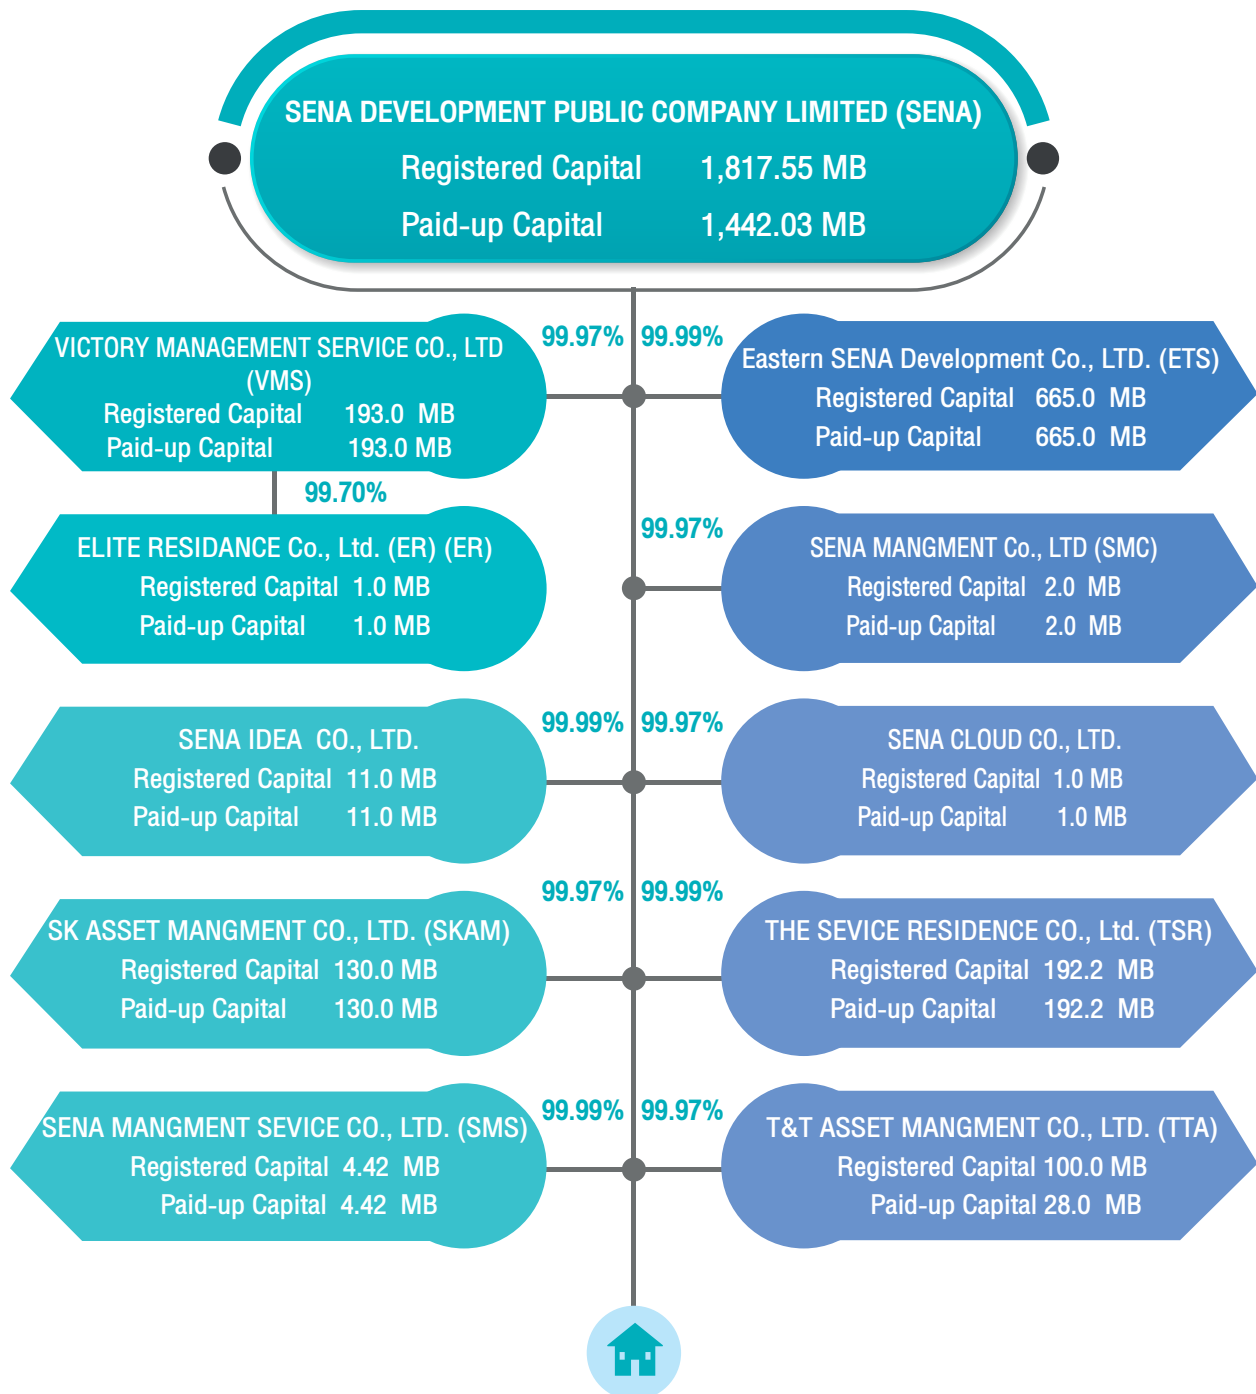 SENA DEVELOPMENT PUBLIC COMPANY LIMITED (SENA)
Registered Capital 1,817.55 MB
Paid-up Capital 1,442.03 MB
99.97%
VICTORY MANAGEMENT SERVICE CO., LTD
(VMS)
Registered Capital 193.0 MB
Paid-up Capital 193.0 MB
99.99%
Eastern SENA Development Co., LTD. (ETS)
Registered Capital 665.0 MB
Paid-up Capital 665.0 MB
99.70%
ELITE RESIDANCE Co., Ltd. (ER) (ER)
Registered Capital 1.0 MB
Paid-up Capital 1.0 MB
99.97%
SENA MANGMENT Co., LTD (SMC)
Registered Capital 2.0 MB
Paid-up Capital 2.0 MB
99.99%
SENA IDEA CO., LTD.
Registered Capital 11.0 MB
Paid-up Capital 11.0 MB
99.97%
SENA CLOUD CO., LTD.
Registered Capital 1.0 MB
Paid-up Capital 1.0 MB
99.97%
SK ASSET MANGMENT CO., LTD. (SKAM)
Registered Capital 130.0 MB
Paid-up Capital 130.0 MB
99.99%
THE SEVICE RESIDENCE CO., Ltd. (TSR)
Registered Capital 192.2 MB
Paid-up Capital 192.2 MB
99.99%
SENA MANGMENT SEVICE CO., LTD. (SMS)
Registered Capital 4.42 MB
Paid-up Capital 4.42 MB
99.97%
T&T ASSET MANGMENT CO., LTD. (TTA)
Registered Capital 100.0 MB
Paid-up Capital 28.0 MB